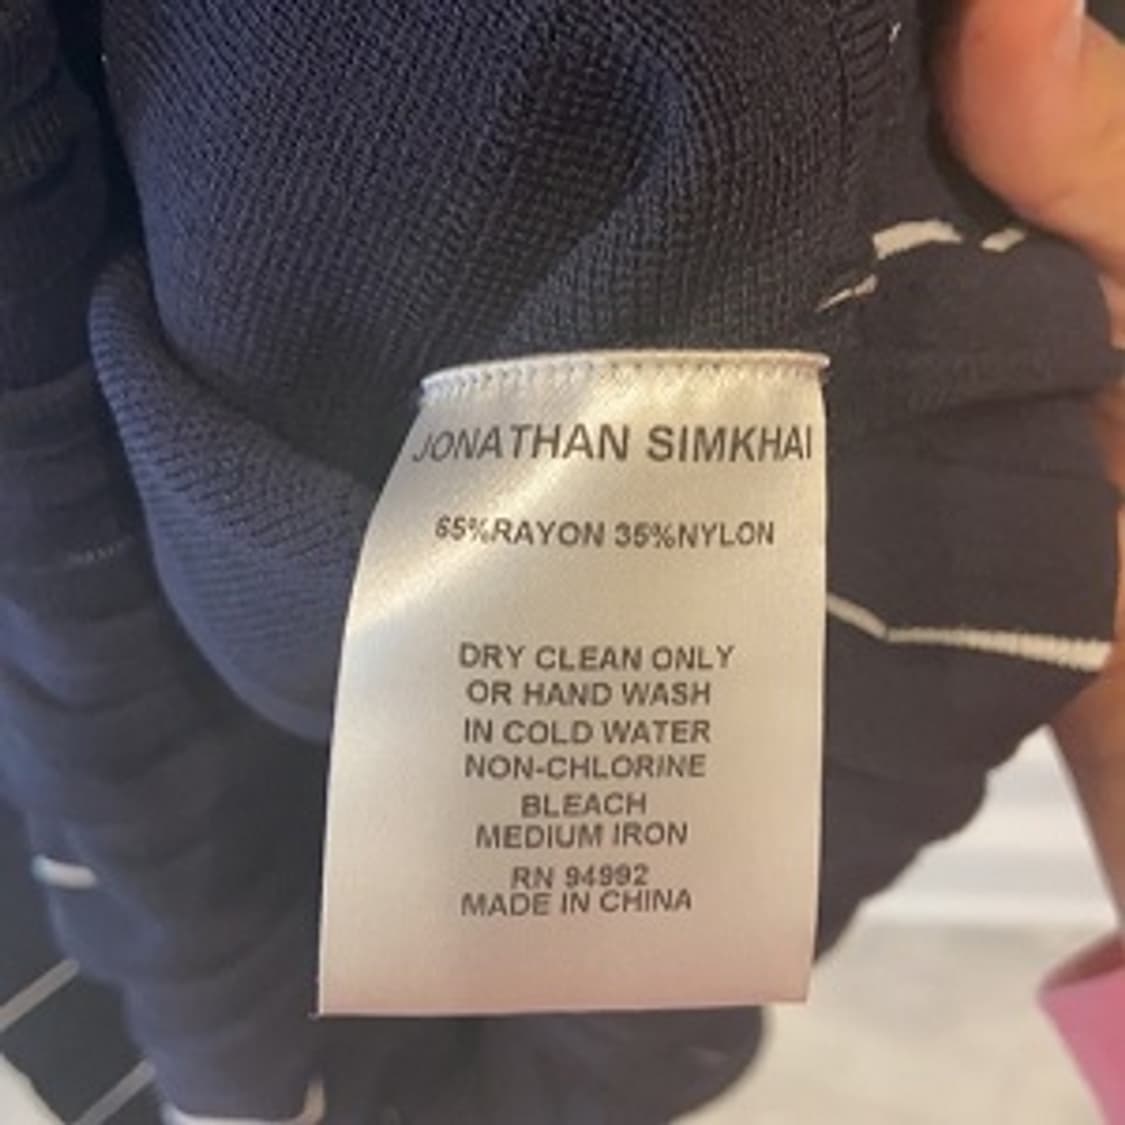 JONATHAN SIMKHAI
65%RAYON 35%NYLON
DRY CLEAN ONLY
OR HAND WASH
IN COLD WATER
NON-CHLORINE
BLEACH
MEDIUM IRON
RN 94992
MADE IN CHINA